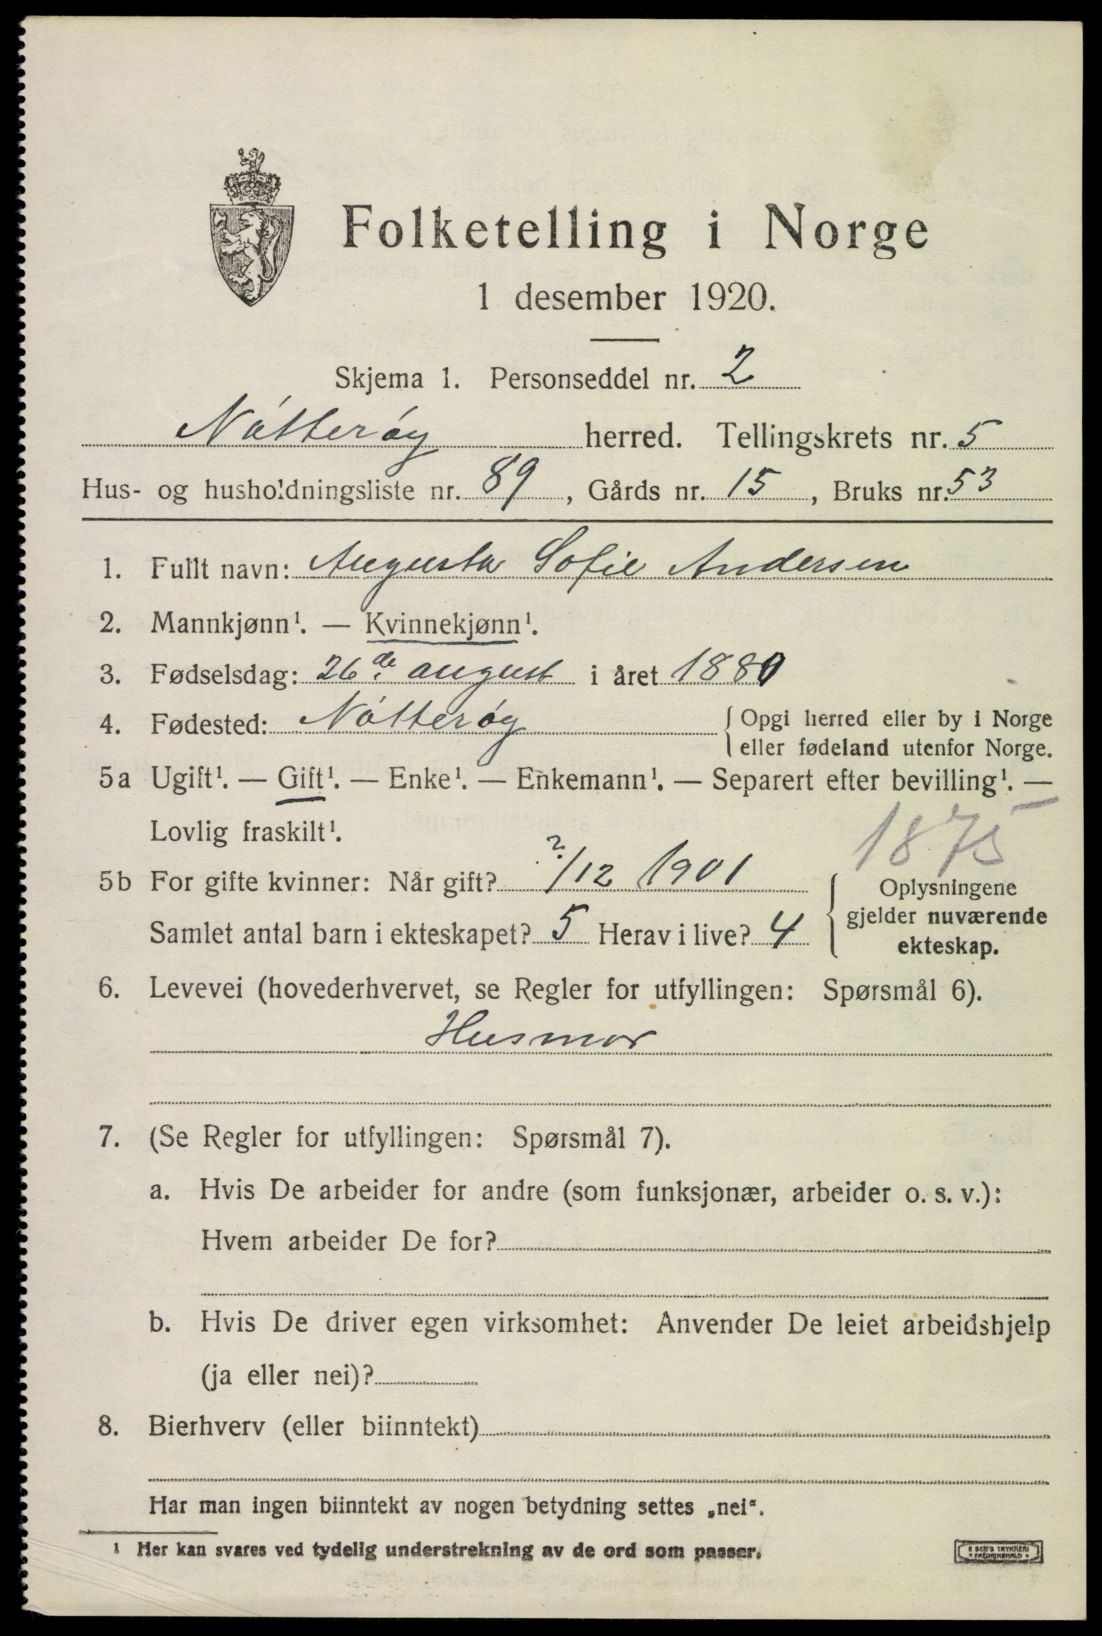 Folketelling i Norge
1 desember 1920.
Skjema 1. Personseddel nr. 2
Nótterøy herred. Tellingskrets nr. 5
Hus- og husholdningsliste nr. 89, Gårds nr. 15, Bruks nr. 53
1. Fullt navn: Augusta Sofie Andersen
2. Mannkjønn¹. — Kvinnekjønn¹.
3. Fødselsdag: 26de august i året 1880
4. Fødested: Nótterøy { Opgi herred eller by i Norge
eller fødeland utenfor Norge.
5a Ugift¹. — Gift¹. — Enke¹. — Enkemann¹. — Separert efter bevilling¹. —
Lovlig fraskilt¹.
1875
5b For gifte kvinner: Når gift? ?/12 1901
Samlet antal barn i ekteskapet? 5 Herav i live? 4
{ Oplysningene
gjelder nuværende
ekteskap.
6. Levevei (hovederhvervet, se Regler for utfyllingen: Spørsmål 6).
Husmor
7. (Se Regler for utfyllingen: Spørsmål 7).
a. Hvis De arbeider for andre (som funksjonær, arbeider o. s. v.):
Hvem arbeider De for?
b. Hvis De driver egen virksomhet: Anvender De leiet arbeidshjelp
(ja eller nei)?
8. Bierhverv (eller biinntekt)
Har man ingen biinntekt av nogen betydning settes „nei“.
¹ Her kan svares ved tydelig understrekning av de ord som passer.